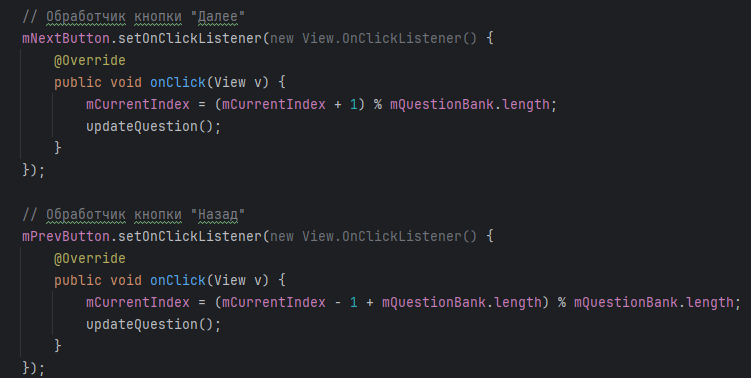 // Обработчик кнопки "Далее"
mNextButton.setOnClickListener(new View.OnClickListener() {
    @Override
    public void onClick(View v) {
        mCurrentIndex = (mCurrentIndex + 1) % mQuestionBank.length;
        updateQuestion();
    }
});

// Обработчик кнопки "Назад"
mPrevButton.setOnClickListener(new View.OnClickListener() {
    @Override
    public void onClick(View v) {
        mCurrentIndex = (mCurrentIndex - 1 + mQuestionBank.length) % mQuestionBank.length;
        updateQuestion();
    }
});